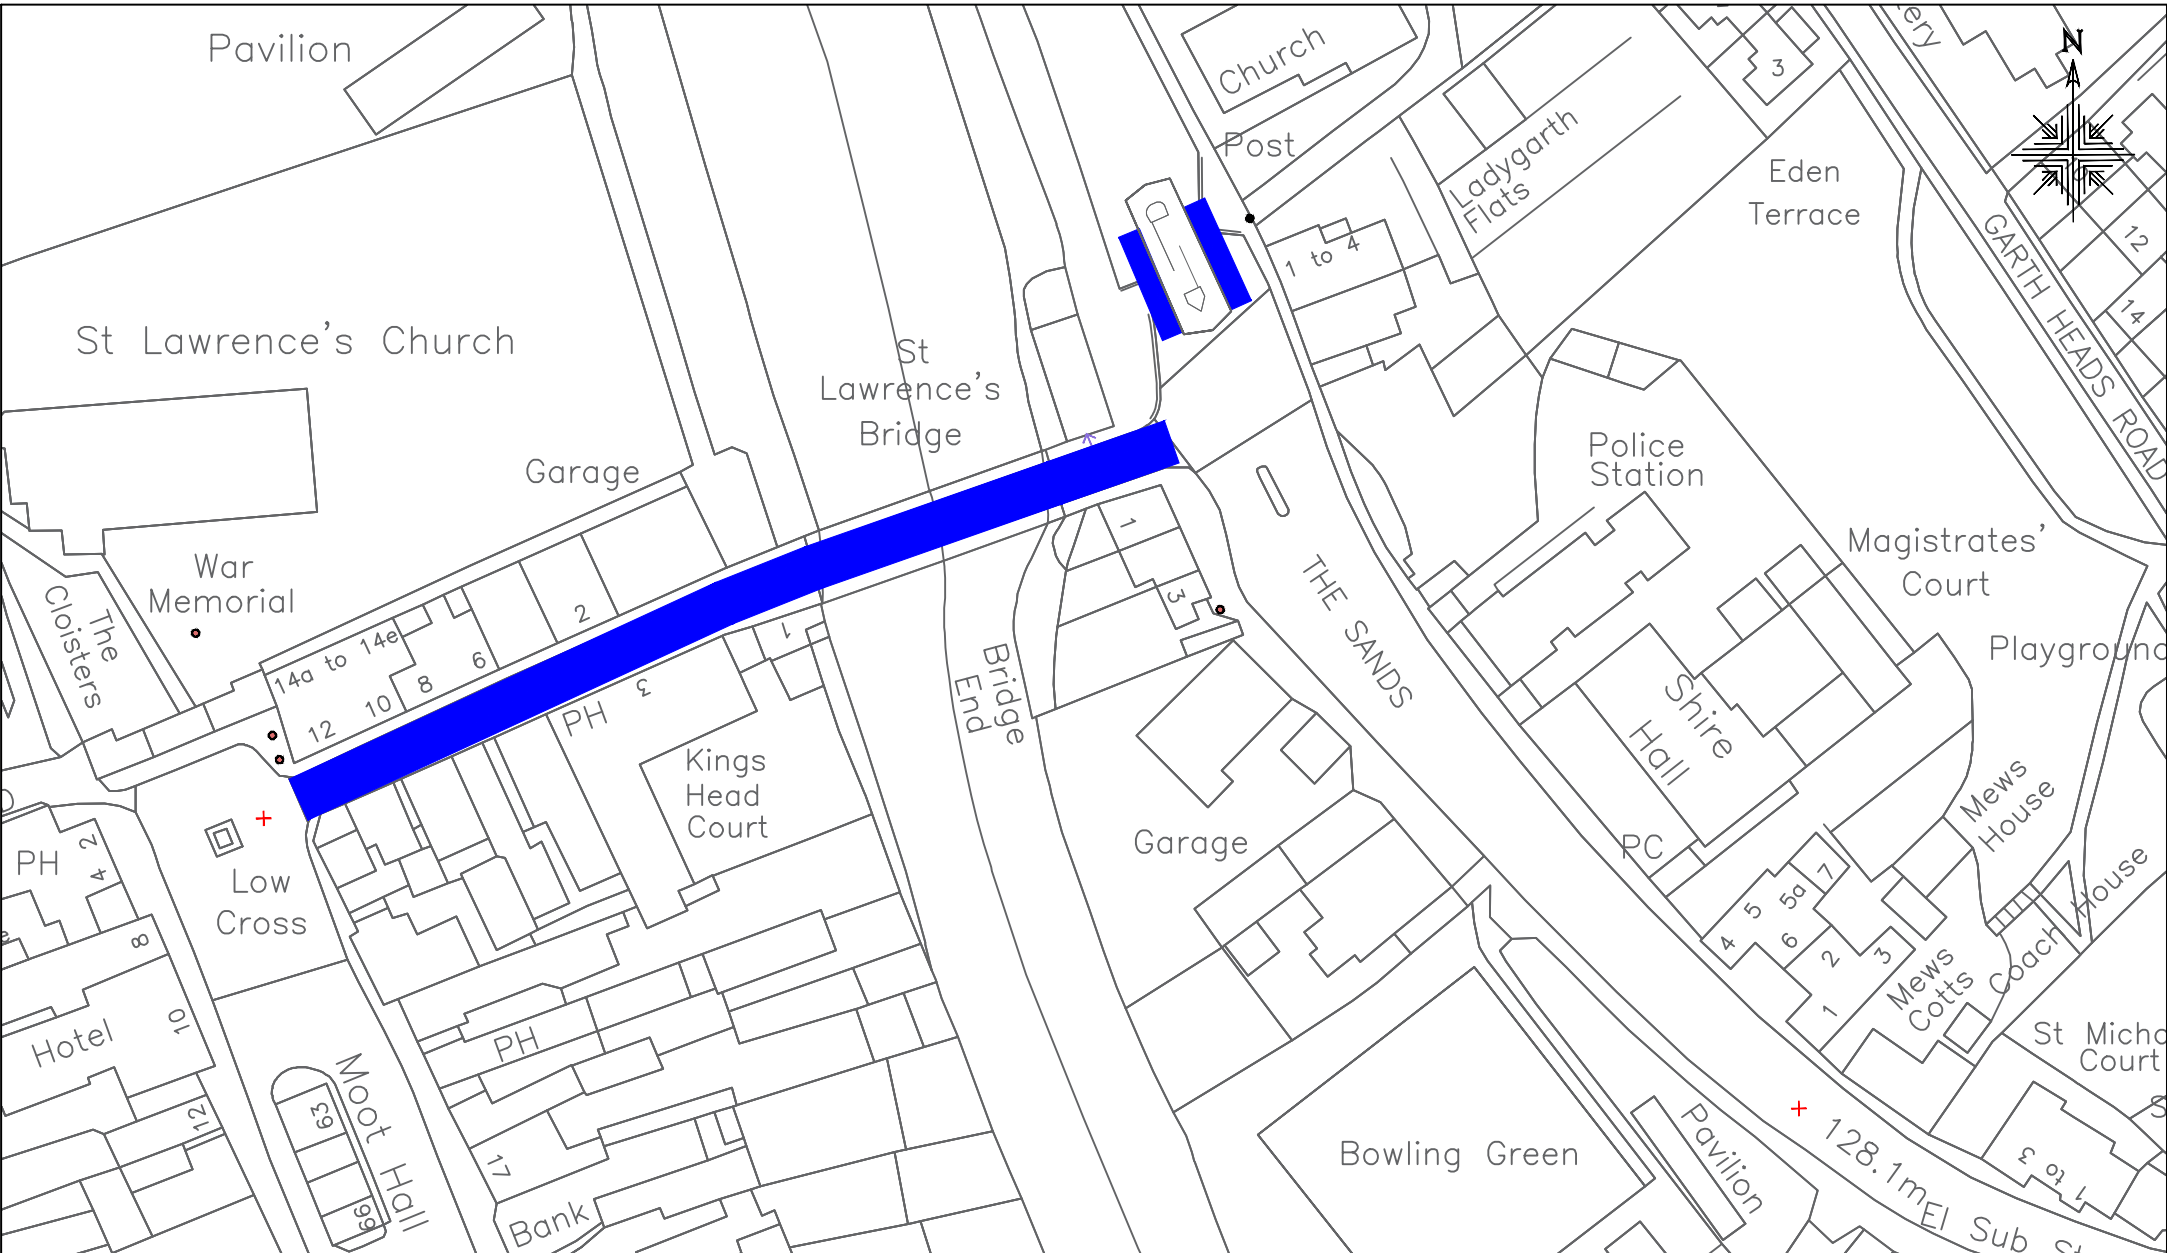 Pavilion
Church
Post
Ladygarth
Flats
3
Eden
Terrace
N
12
14
GARTH HEADS ROAD
1 to 4
St Lawrence's Church
St
Lawrence's
Bridge
Garage
Police
Station
Magistrates'
Court
Playground
War
Memorial
The
Cloisters
14a to 14e
2
6
8
10
12
1
3
PH
3
1
THE SANDS
Bridge
End
Kings
Head
Court
Shire
Hall
Mews
House
Garage
PC
PH
2
4
Low
Cross
8
10
Hotel
12
PH
Moot Hall
63
66
17
Bank
7
5a
5
4
6
2
3
1
Mews
Cotts
Coach House
St Micha
Court
Bowling Green
Pavilion
128.1m
El Sub St
1 to 3